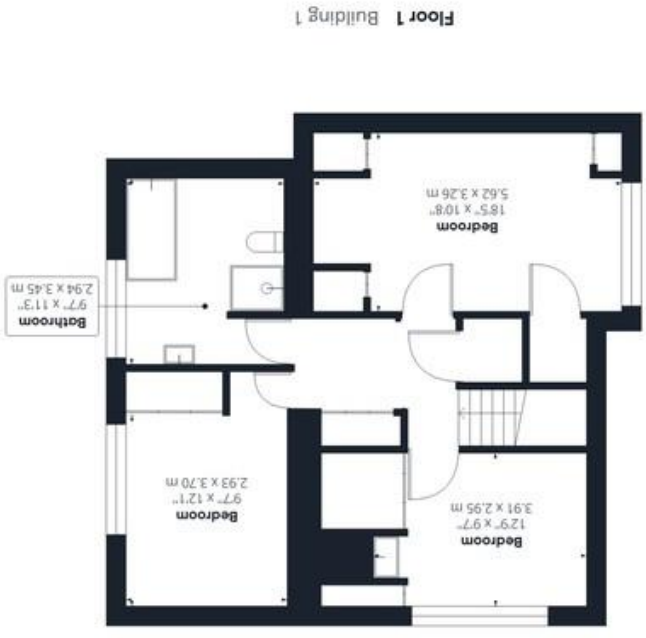 Bedroom
12'9" x 9'7"
3.91 x 2.95 m
Bedroom
9'7" x 12'1"
2.93 x 3.70 m
Bathroom
9'7" x 11'3"
2.94 x 3.45 m
Bedroom
18'5" x 10'8"
5.62 x 3.26 m
Floor 1 Building 1